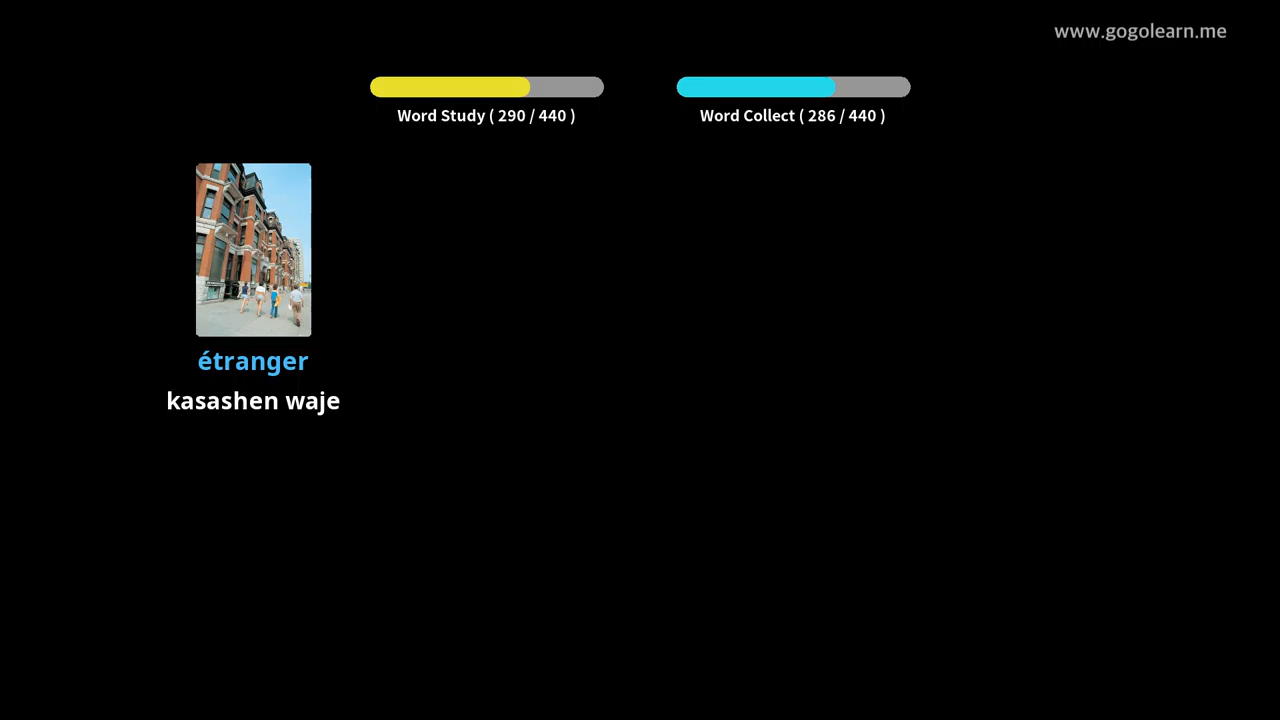 www.gogolearn.me
Word Study ( 290 / 440 )
Word Collect ( 286 / 440 )
étranger
kasashen waje